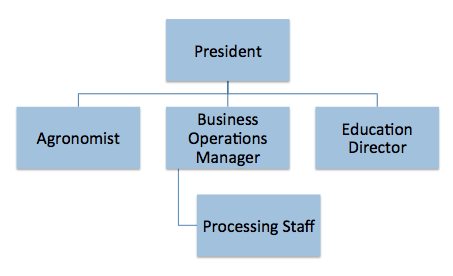 President
Agronomist
Business
Operations
Manager
Education
Director
Processing Staff